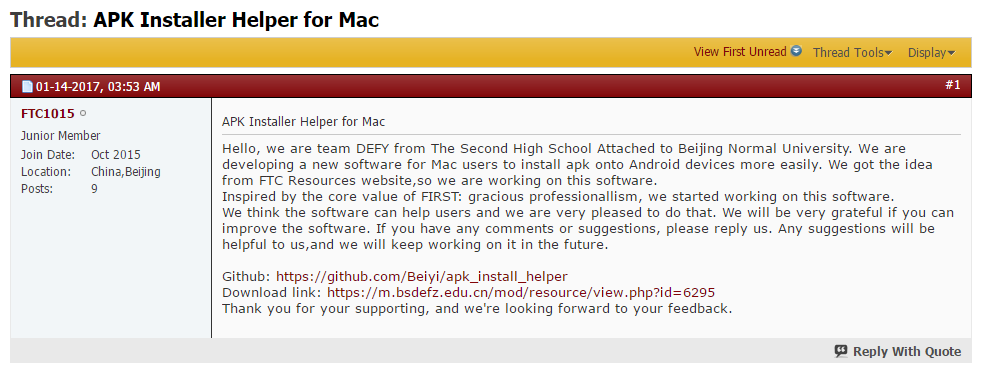 Thread: APK Installer Helper for Mac
View First Unread Thread Tools Display
01-14-2017, 03:53 AM #1
FTC1015
Junior Member
Join Date: Oct 2015
Location: China,Beijing
Posts: 9
APK Installer Helper for Mac
Hello, we are team DEFY from The Second High School Attached to Beijing Normal University. We are
developing a new software for Mac users to install apk onto Android devices more easily. We got the idea
from FTC Resources website,so we are working on this software.
Inspired by the core value of FIRST: gracious professionallism, we started working on this software.
We think the software can help users and we are very pleased to do that. We will be very grateful if you can
improve the software. If you have any comments or suggestions, please reply us. Any suggestions will be
helpful to us,and we will keep working on it in the future.
Github: https://github.com/Beiyi/apk_install_helper
Download link: https://m.bsdefz.edu.cn/mod/resource/view.php?id=6295
Thank you for your supporting, and we're looking forward to your feedback.
Reply With Quote